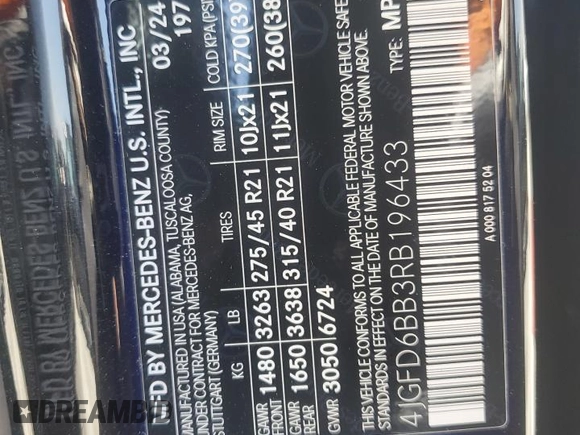 FD BY MERCEDES-BENZ U.S. INTL., INC
03/24
197
MANUFACTURED IN USA (ALABAMA, TUSCALOOSA COUNTY)
UNDER CONTRACT FOR MERCEDES-BENZ AG,
STUTTGART (GERMANY)
KG LB TIRES RIM SIZE COLD KPA (PSI
GAWR FRONT 1480 3263 275/45 R21 10Jx21 270(39
GAWR REAR 1650 3638 315/40 R21 11Jx21 260(38
GVWR 3050 6724
THIS VEHICLE CONFORMS TO ALL APPLICABLE FEDERAL MOTOR VEHICLE SAFE
STANDARDS IN EFFECT ON THE DATE OF MANUFACTURE SHOWN ABOVE.
4JGFD6BB3RB196433 MP
A 000 817 52 04
DREAMBID